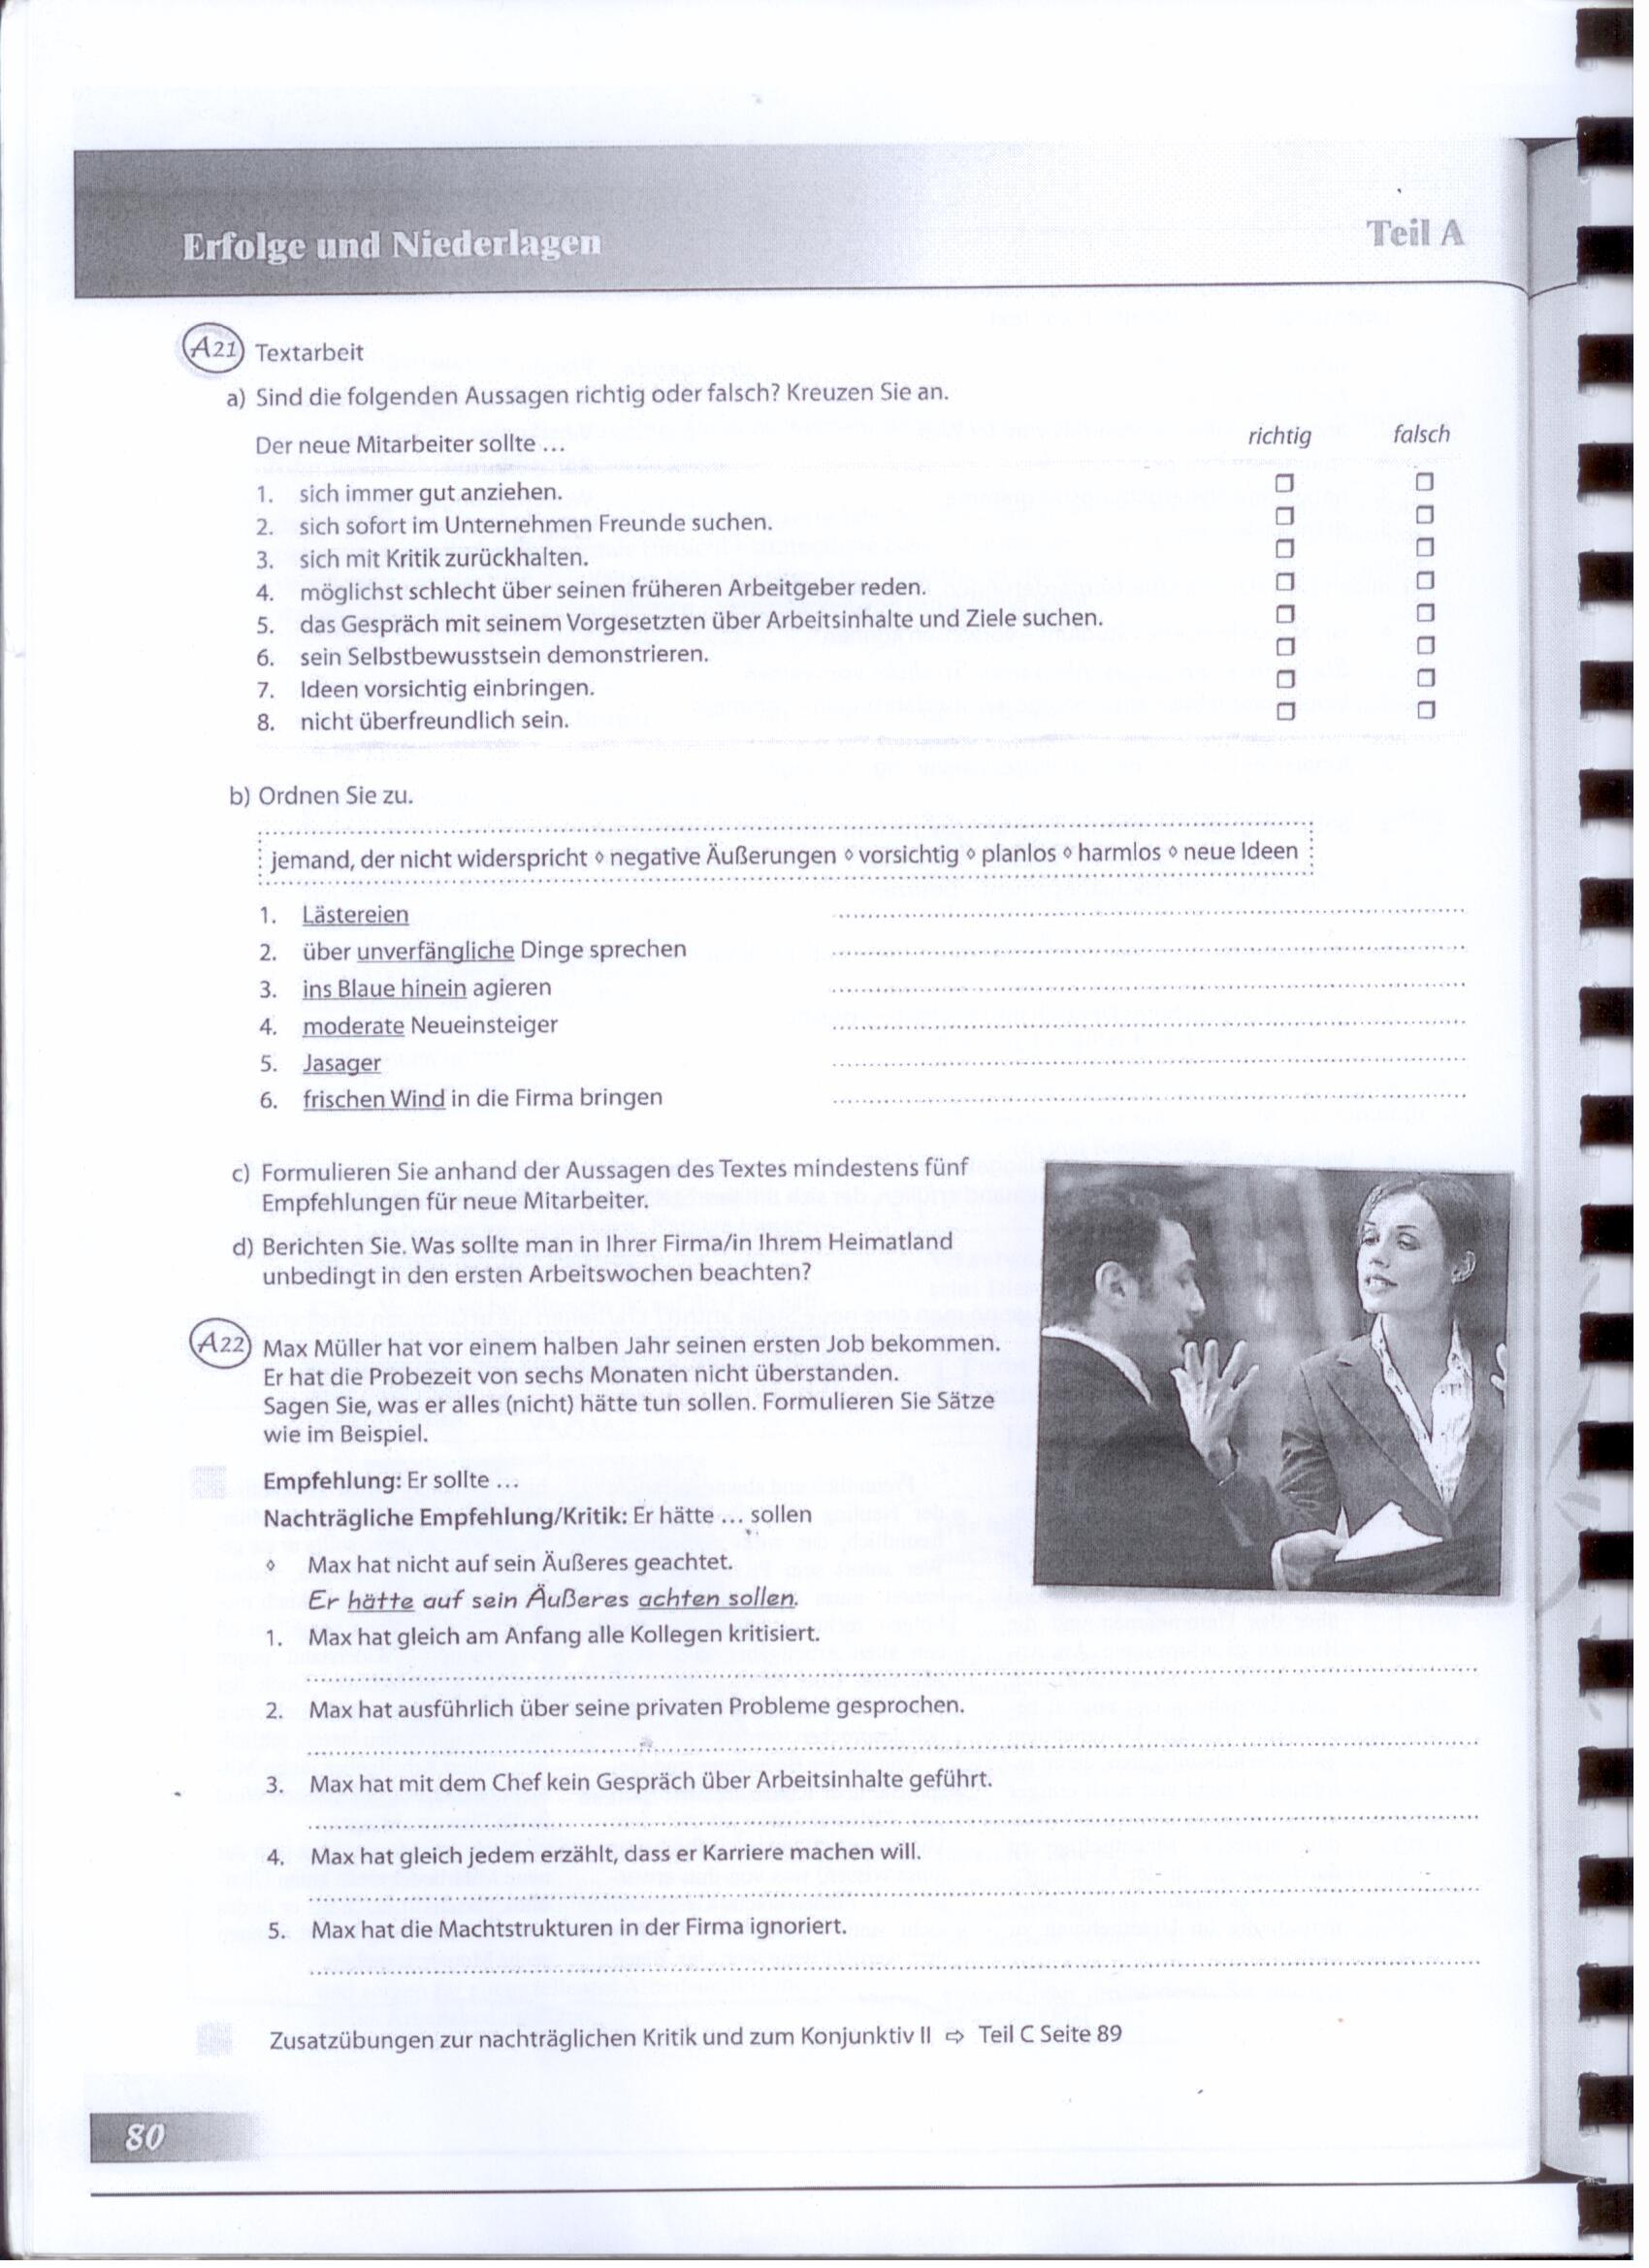 Erfolge und Niederlagen
Teil A
A21 Textarbeit
a) Sind die folgenden Aussagen richtig oder falsch? Kreuzen Sie an.
Der neue Mitarbeiter sollte … richtig falsch
1. sich immer gut anziehen. ❐ ❐
2. sich sofort im Unternehmen Freunde suchen. ❐ ❐
3. sich mit Kritik zurückhalten. ❐ ❐
4. möglichst schlecht über seinen früheren Arbeitgeber reden. ❐ ❐
5. das Gespräch mit seinem Vorgesetzten über Arbeitsinhalte und Ziele suchen. ❐ ❐
6. sein Selbstbewusstsein demonstrieren. ❐ ❐
7. Ideen vorsichtig einbringen. ❐ ❐
8. nicht überfreundlich sein. ❐ ❐
b) Ordnen Sie zu.
jemand, der nicht widerspricht ⋄ negative Äußerungen ⋄ vorsichtig ⋄ planlos ⋄ harmlos ⋄ neue Ideen
1. Lästereien
2. über unverfängliche Dinge sprechen
3. ins Blaue hinein agieren
4. moderate Neueinsteiger
5. Jasager
6. frischen Wind in die Firma bringen
c) Formulieren Sie anhand der Aussagen des Textes mindestens fünf
Empfehlungen für neue Mitarbeiter.
d) Berichten Sie. Was sollte man in Ihrer Firma/in Ihrem Heimatland
unbedingt in den ersten Arbeitswochen beachten?
A22 Max Müller hat vor einem halben Jahr seinen ersten Job bekommen.
Er hat die Probezeit von sechs Monaten nicht überstanden.
Sagen Sie, was er alles (nicht) hätte tun sollen. Formulieren Sie Sätze
wie im Beispiel.
Empfehlung: Er sollte …
Nachträgliche Empfehlung/Kritik: Er hätte … sollen
⋄ Max hat nicht auf sein Äußeres geachtet.
Er hätte auf sein Äußeres achten sollen.
1. Max hat gleich am Anfang alle Kollegen kritisiert.
2. Max hat ausführlich über seine privaten Probleme gesprochen.
3. Max hat mit dem Chef kein Gespräch über Arbeitsinhalte geführt.
4. Max hat gleich jedem erzählt, dass er Karriere machen will.
5. Max hat die Machtstrukturen in der Firma ignoriert.
Zusatzübungen zur nachträglichen Kritik und zum Konjunktiv II ⇨ Teil C Seite 89
80